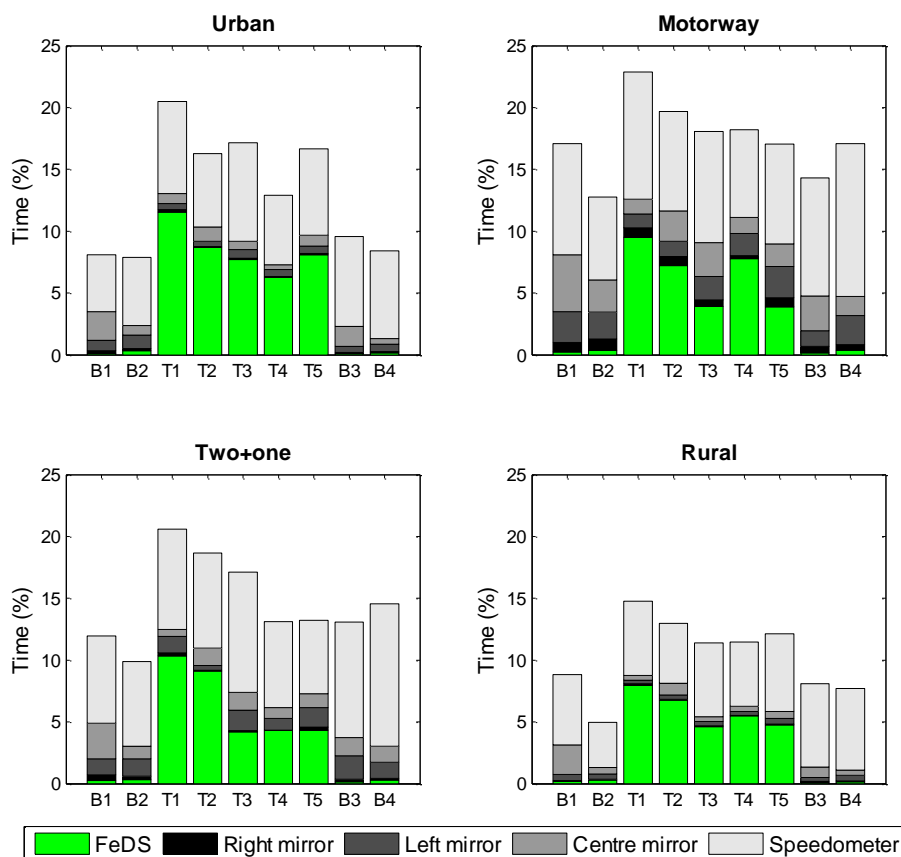 Urban
Motorway
25
20
15
10
5
0
Time (%)
B1 B2 T1 T2 T3 T4 T5 B3 B4
25
20
15
10
5
0
Time (%)
B1 B2 T1 T2 T3 T4 T5 B3 B4
Two+one
Rural
25
20
15
10
5
0
Time (%)
B1 B2 T1 T2 T3 T4 T5 B3 B4
25
20
15
10
5
0
Time (%)
B1 B2 T1 T2 T3 T4 T5 B3 B4
FeDS Right mirror Left mirror Centre mirror Speedometer